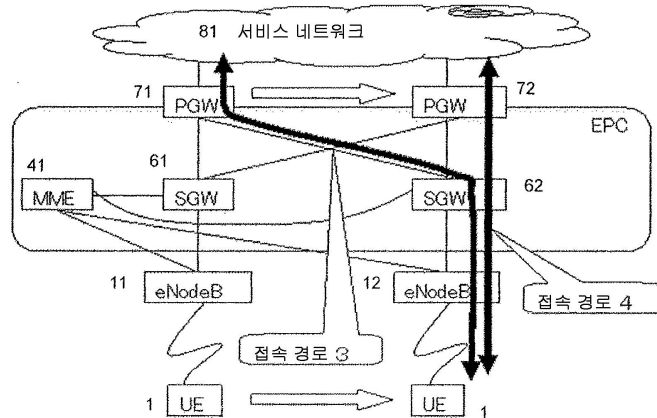 81 서비스 네트워크
71 PGW PGW 72
EPC
41 61 62
MME SGW SGW
11 eNodeB 12 eNodeB
접속 경로 4
접속 경로 3
1 UE UE 1